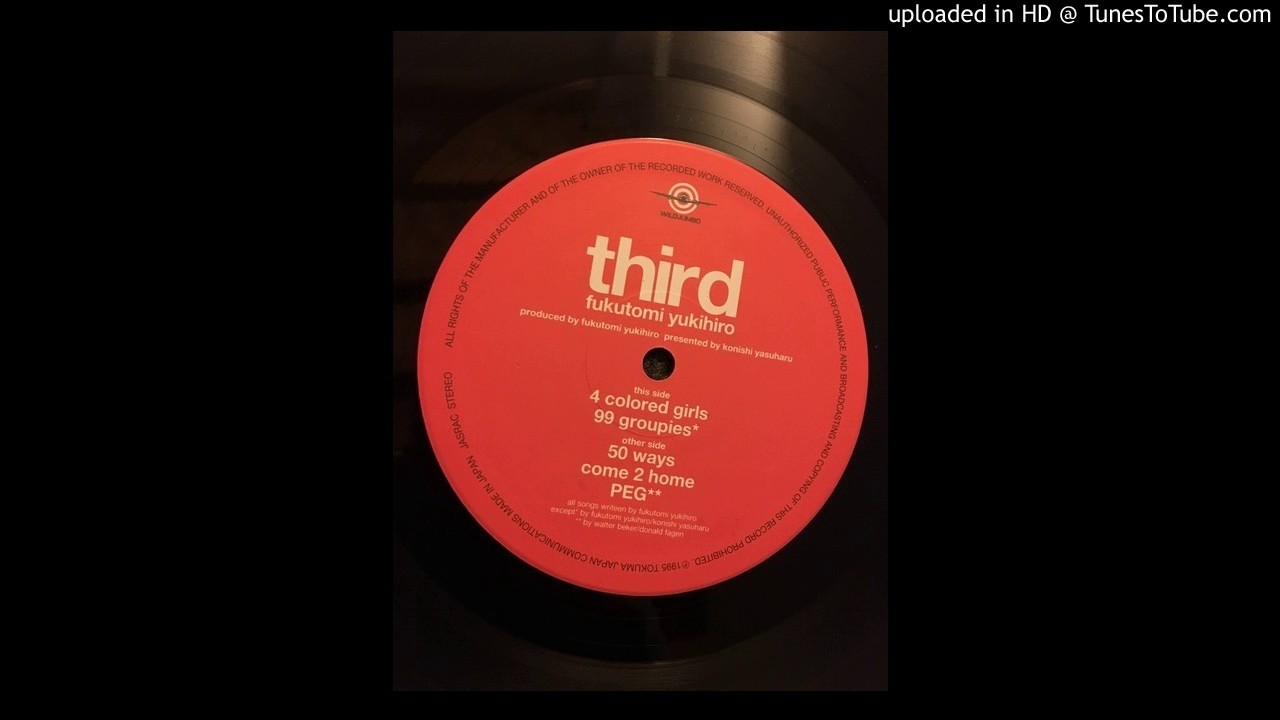 uploaded in HD @ TunesToTube.com
ALL RIGHTS OF THE MANUFACTURER AND OF THE OWNER OF THE RECORDED WORK RESERVED. UNAUTHORIZED PUBLIC PERFORMANCE AND BROADCASTING AND COPYING OF THIS RECORD PROHIBITED.
WILDJUMBO
third
fukutomi yukihiro
produced by fukutomi yukihiro presented by konishi yasuharu
this side
4 colored girls
99 groupies*
other side
50 ways
come 2 home
PEG**
all songs writeen by fukutomi yukihiro
except* by fukutomi yukihiro/konishi yasuharu
** by walter beker/donald fagen
℗1995 TOKUMA JAPAN COMMUNICATIONS MADE IN JAPAN JASRAC STEREO